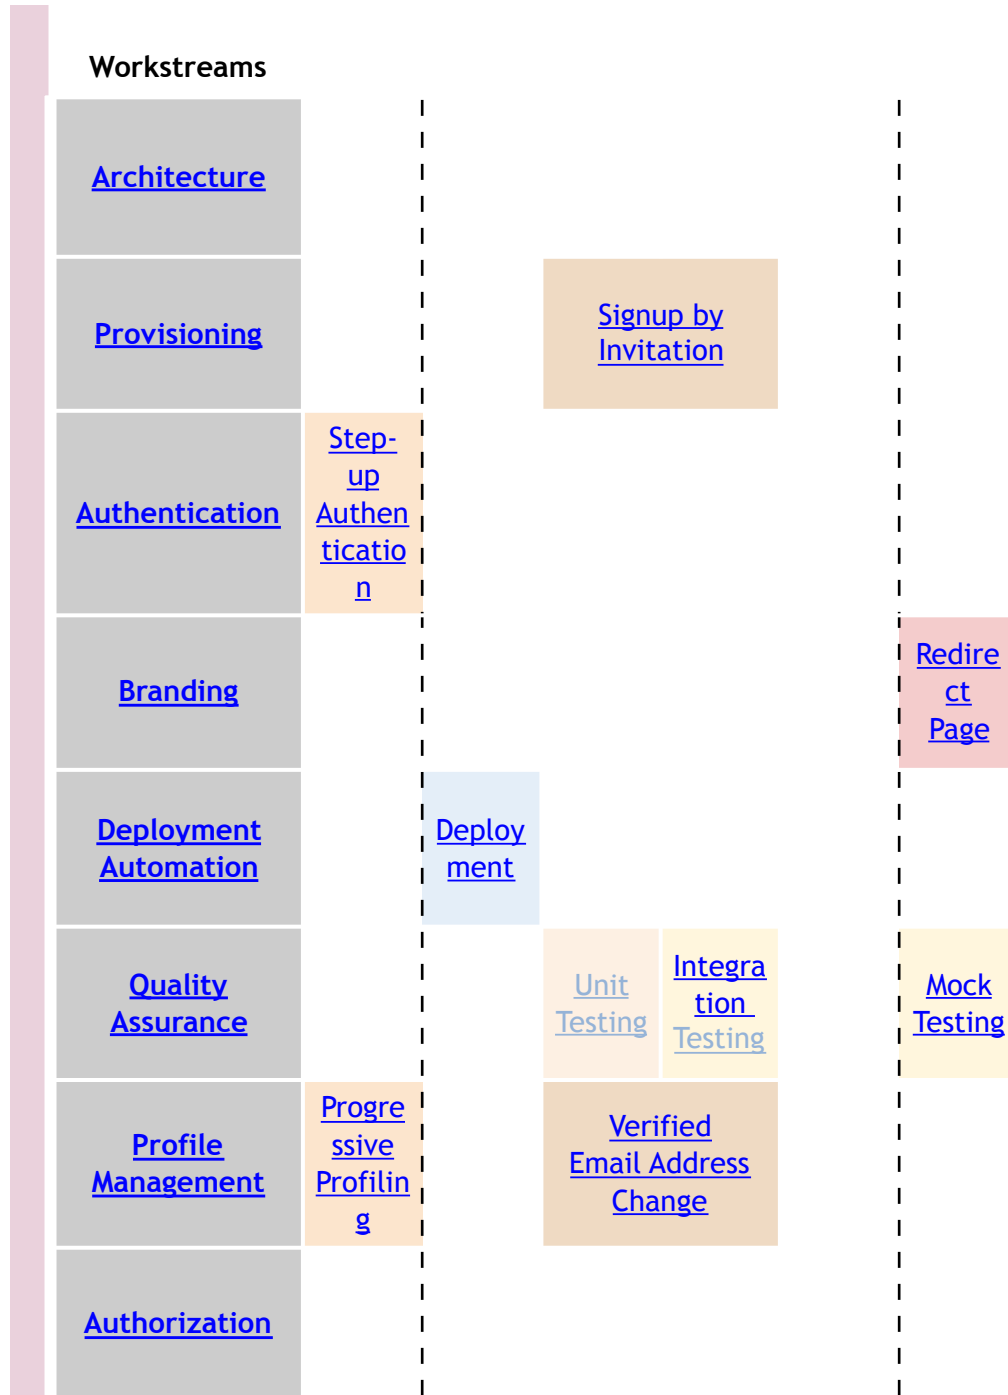 Workstreams
Architecture
Provisioning
Signup by
Invitation
Authentication
Step-
up
Authen
ticatio
n
Branding
Redire
ct
Page
Deployment
Automation
Deploy
ment
Quality
Assurance
Unit
Testing
Integra
tion
Testing
Mock
Testing
Profile
Management
Progre
ssive
Profilin
g
Verified
Email Address
Change
Authorization